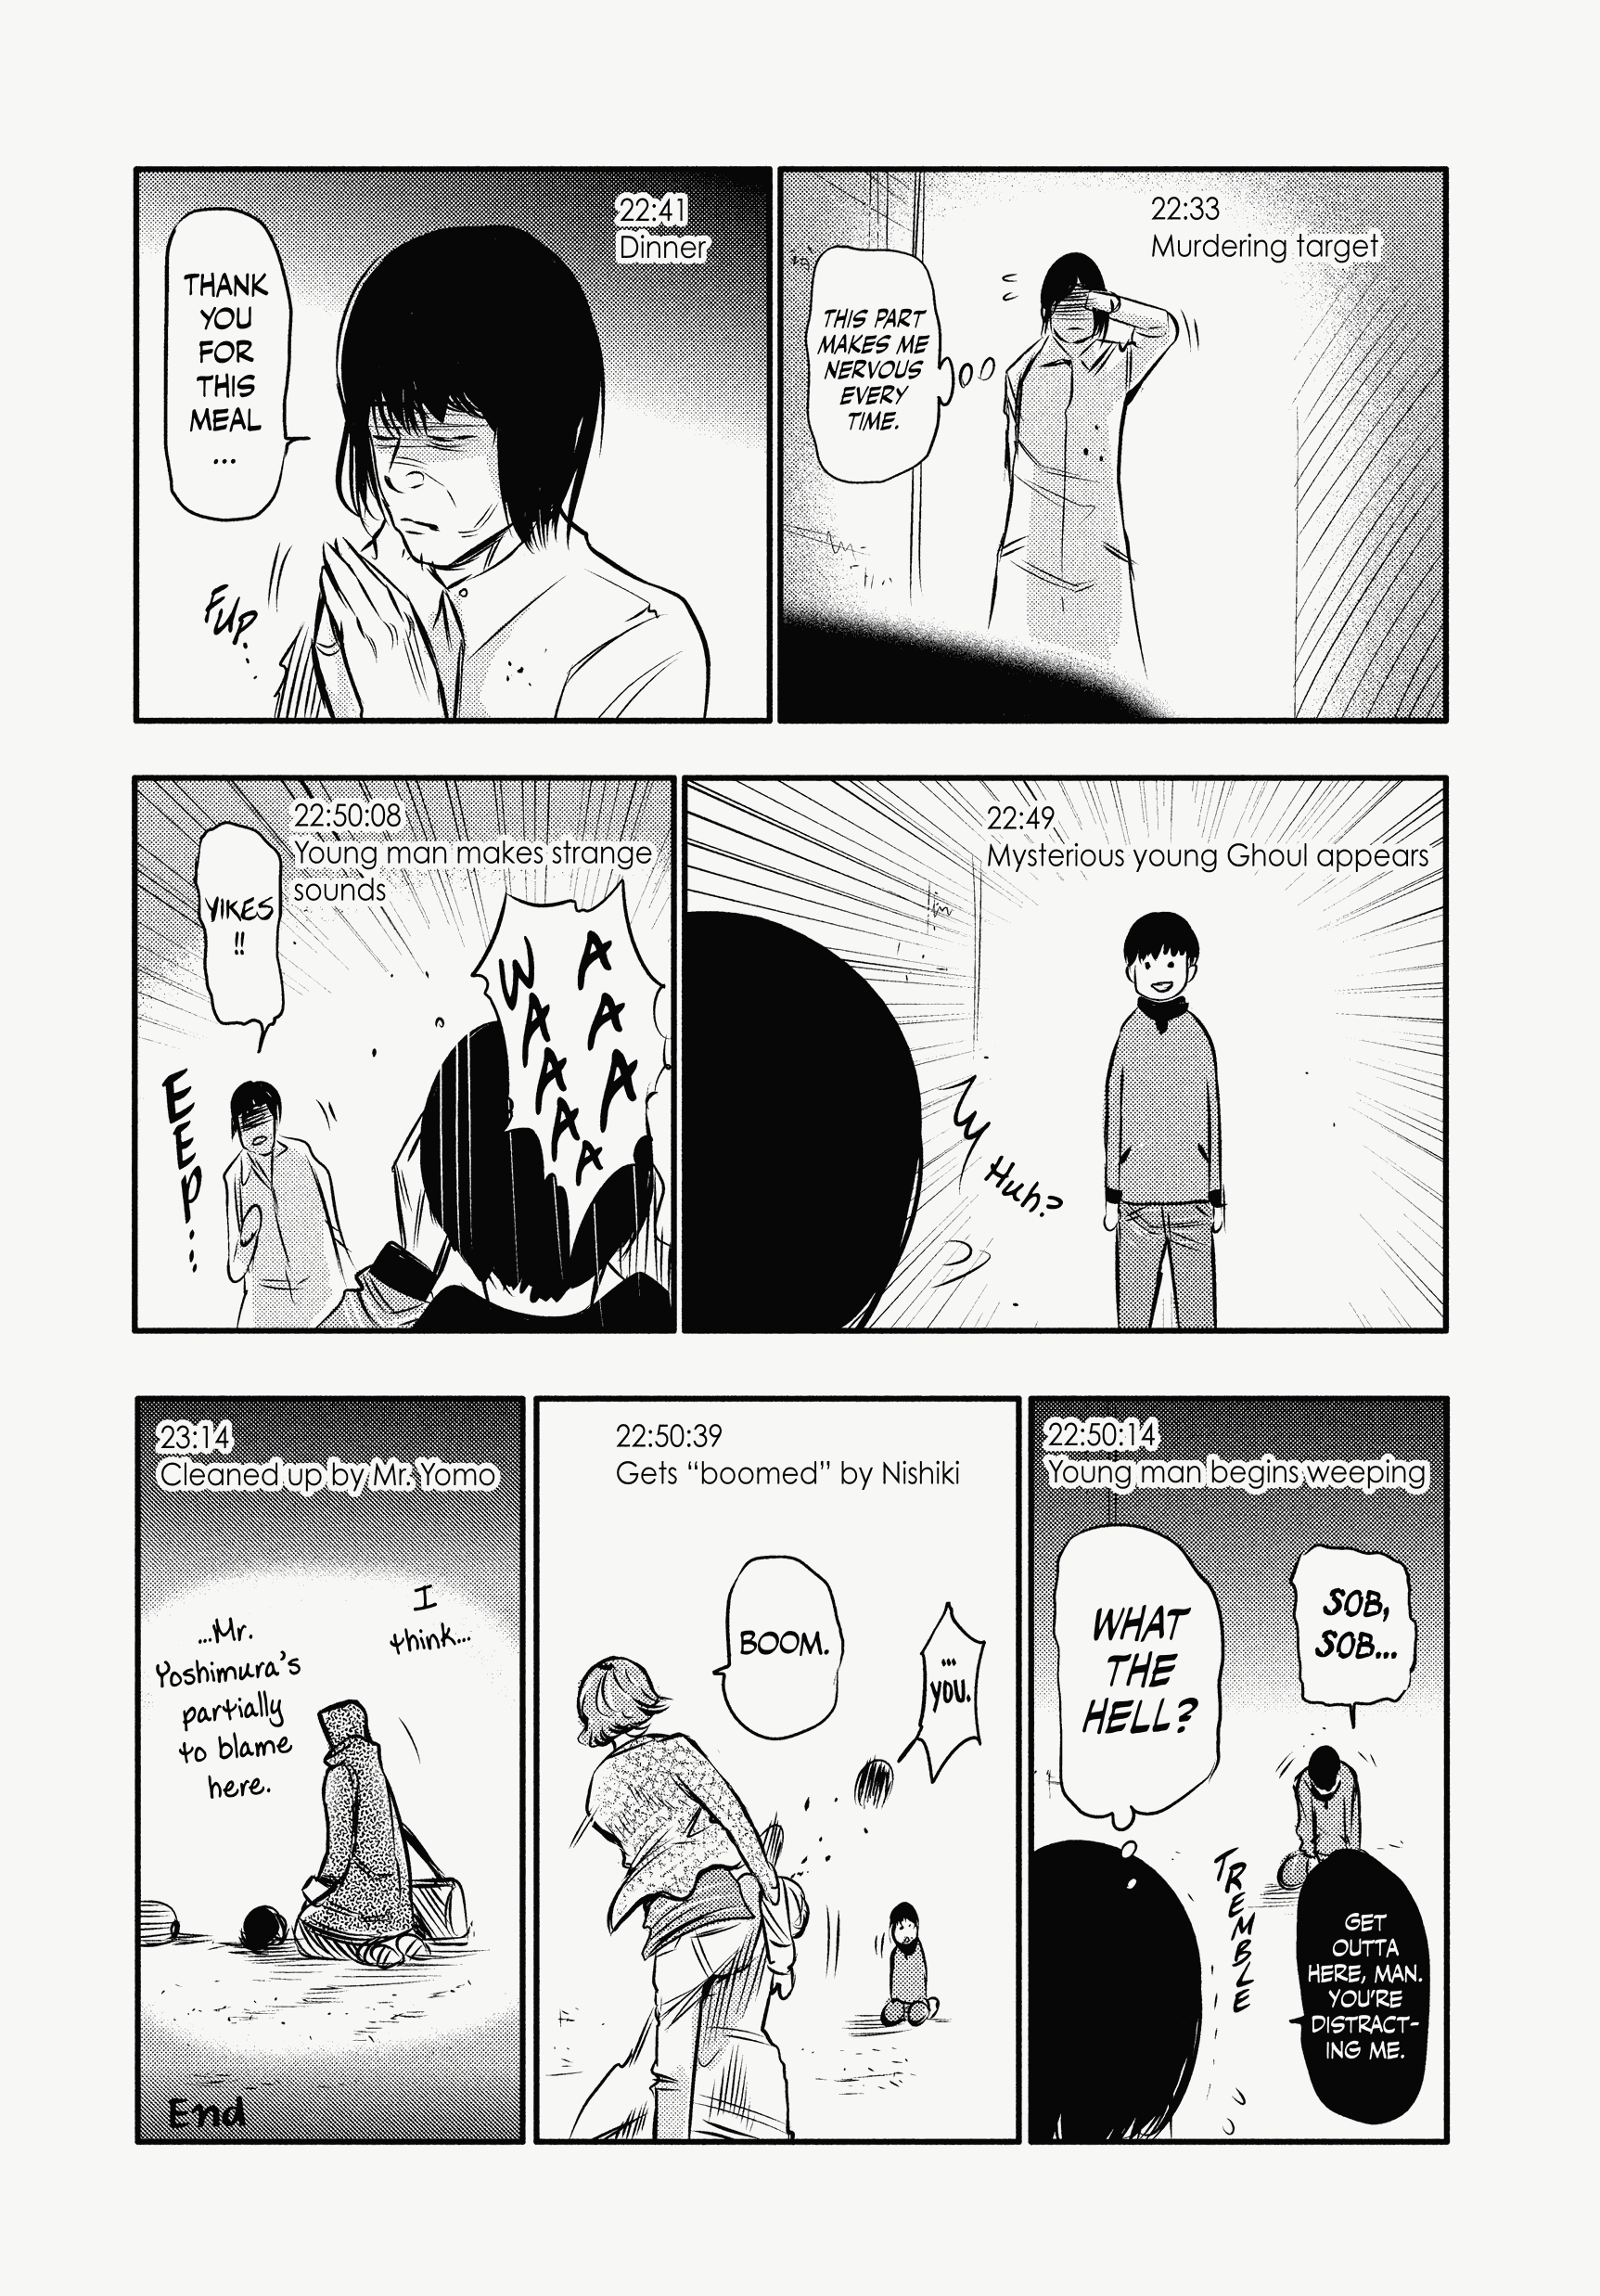 22:33
Murdering target
THIS PART
MAKES ME
NERVOUS
EVERY
TIME.
22:41
Dinner
THANK
YOU
FOR
THIS
MEAL
...
FUP.
22:49
Mysterious young Ghoul appears
Huh?
22:50:08
Young man makes strange
sounds
WAAAA
AAAA
YIKES
!!
EEP...
22:50:14
Young man begins weeping
SOB,
SOB...
WHAT
THE
HELL?
TREMBLE
GET
OUTTA
HERE, MAN.
YOU'RE
DISTRACT-
ING ME.
22:50:39
Gets “boomed” by Nishiki
...
YOU.
BOOM.
23:14
Cleaned up by Mr. Yomo
I
think...
...Mr.
Yoshimura's
partially
to blame
here.
End